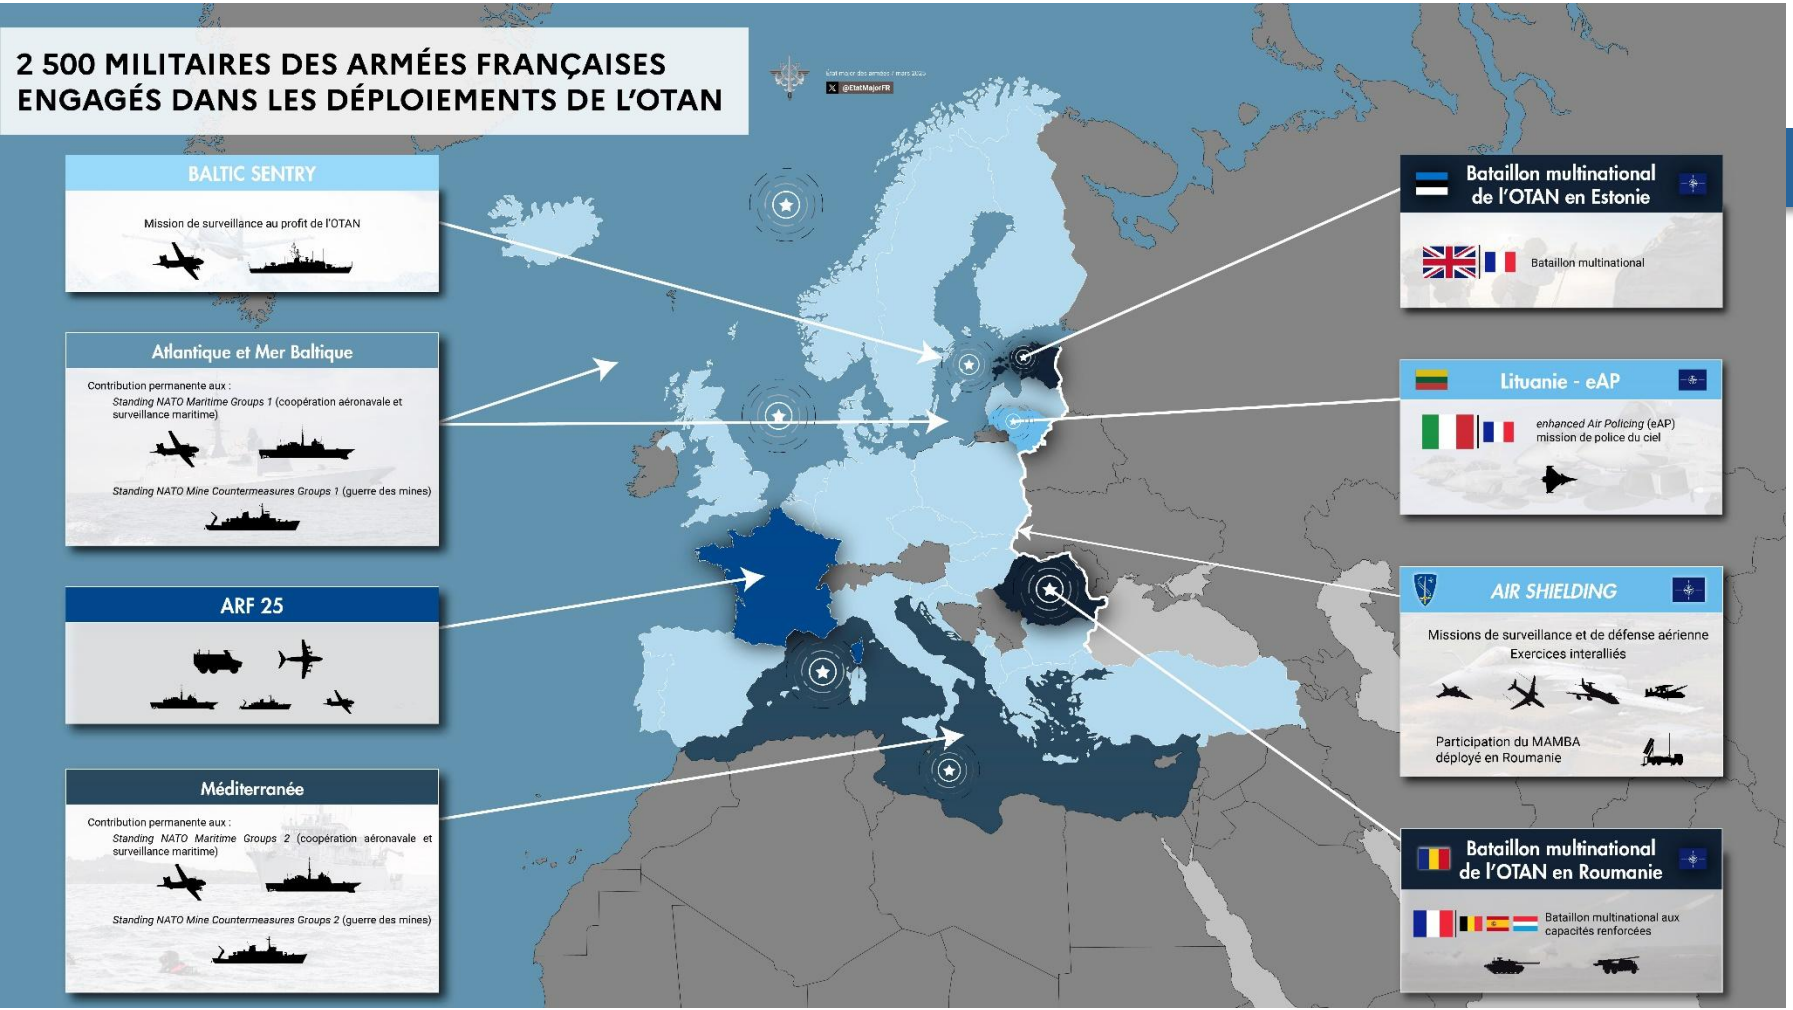 2 500 MILITAIRES DES ARMÉES FRANÇAISES
ENGAGÉS DANS LES DÉPLOIEMENTS DE L'OTAN
État major des armées / mars 2025
@EtatMajorFR
BALTIC SENTRY
Mission de surveillance au profit de l'OTAN
Atlantique et Mer Baltique
Contribution permanente aux :
Standing NATO Maritime Groups 1 (coopération aéronavale et
surveillance maritime)
Standing NATO Mine Countermeasures Groups 1 (guerre des mines)
ARF 25
Méditerranée
Contribution permanente aux :
Standing NATO Maritime Groups 2 (coopération aéronavale et
surveillance maritime)
Standing NATO Mine Countermeasures Groups 2 (guerre des mines)
Bataillon multinational
de l'OTAN en Estonie
Bataillon multinational
Lituanie - eAP
enhanced Air Policing (eAP)
mission de police du ciel
AIR SHIELDING
Missions de surveillance et de défense aérienne
Exercices interalliés
Participation du MAMBA
déployé en Roumanie
Bataillon multinational
de l'OTAN en Roumanie
Bataillon multinational aux
capacités renforcées